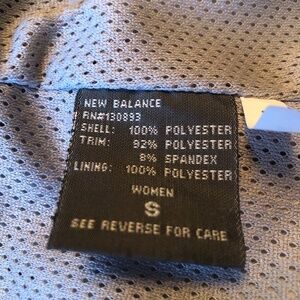 NEW BALANCE
RN#130893
SHELL: 100% POLYESTER
TRIM: 92% POLYESTER
8% SPANDEX
LINING: 100% POLYESTER
WOMEN
S
SEE REVERSE FOR CARE